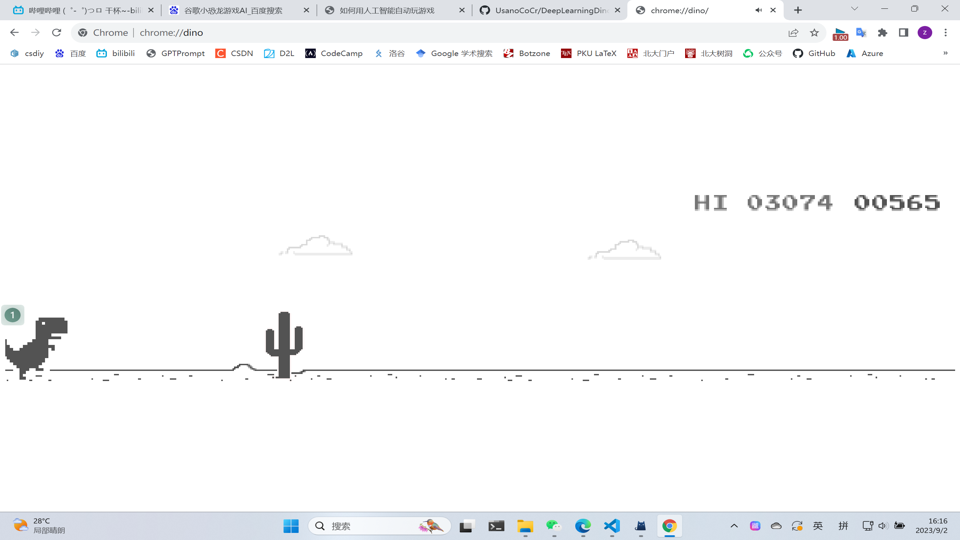 哔哩哔哩 (゜-゜)つロ 干杯~-bili
谷歌小恐龙游戏AI_百度搜索
如何用人工智能自动玩游戏
UsanoCoCr/DeepLearningDino
chrome://dino/
Chrome | chrome://dino
1.00
z
csdiy
百度
bilibili
GPTPrompt
CSDN
D2L
CodeCamp
洛谷
Google 学术搜索
Botzone
PKU LaTeX
北大门户
北大树洞
公众号
GitHub
Azure
»
HI 03074 00565
1
28°C
局部晴朗
搜索
英
拼
16:16
2023/9/2